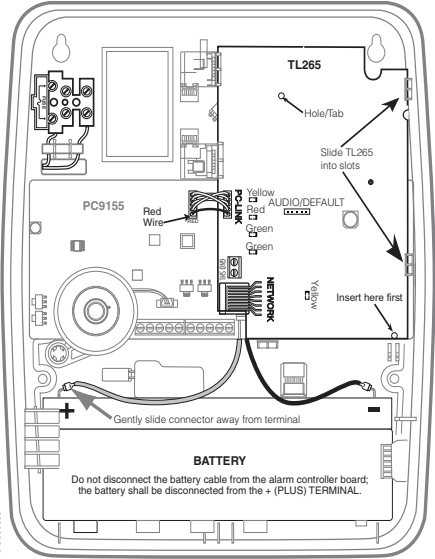 TL265
Hole/Tab
Slide TL265
into slots
Yellow
AUDIO/DEFAULT
PC-LINK
Red
PC9155
Red
Wire
RED
Green
Green
NETWORK
Yellow
Insert here first
+
-
Gently slide connector away from terminal
BATTERY
Do not disconnect the battery cable from the alarm controller board;
the battery shall be disconnected from the + (PLUS) TERMINAL.